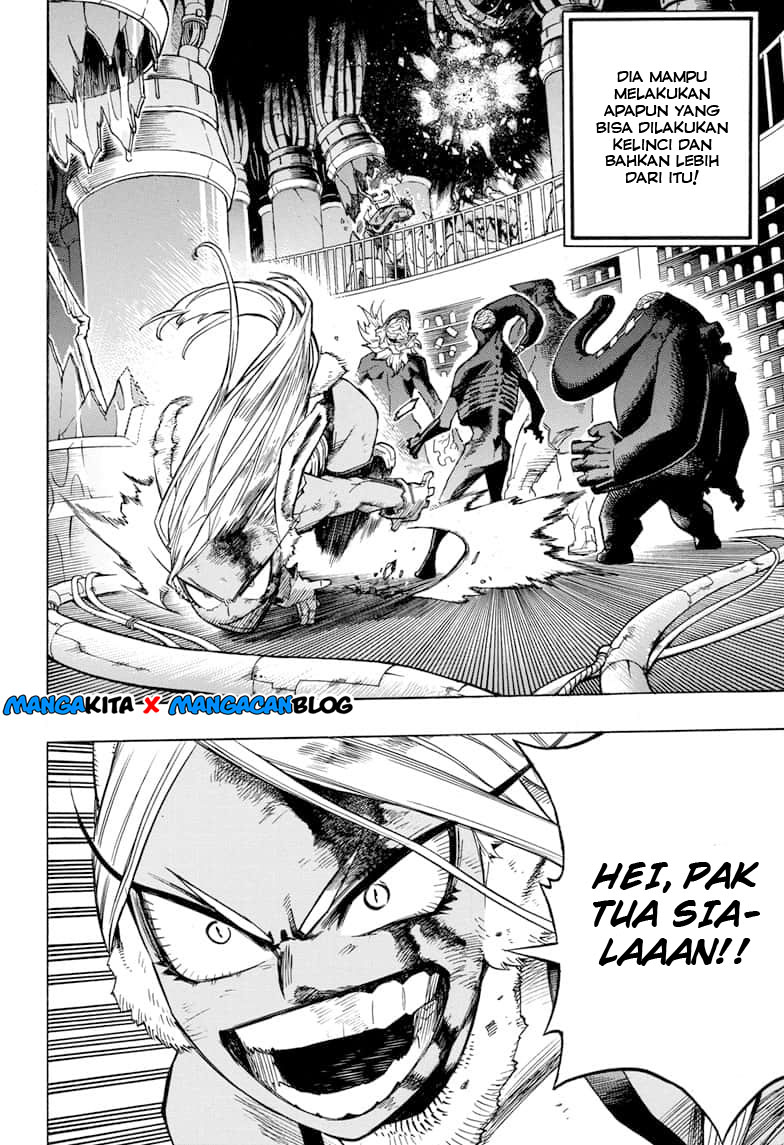 DIA MAMPU
MELAKUKAN
APAPUN YANG
BISA DILAKUKAN
KELINCI DAN
BAHKAN LEBIH
DARI ITU!
MANGAKITA X MANGACANBLOG
HEI, PAK
TUA SIA-
LAAAN!!